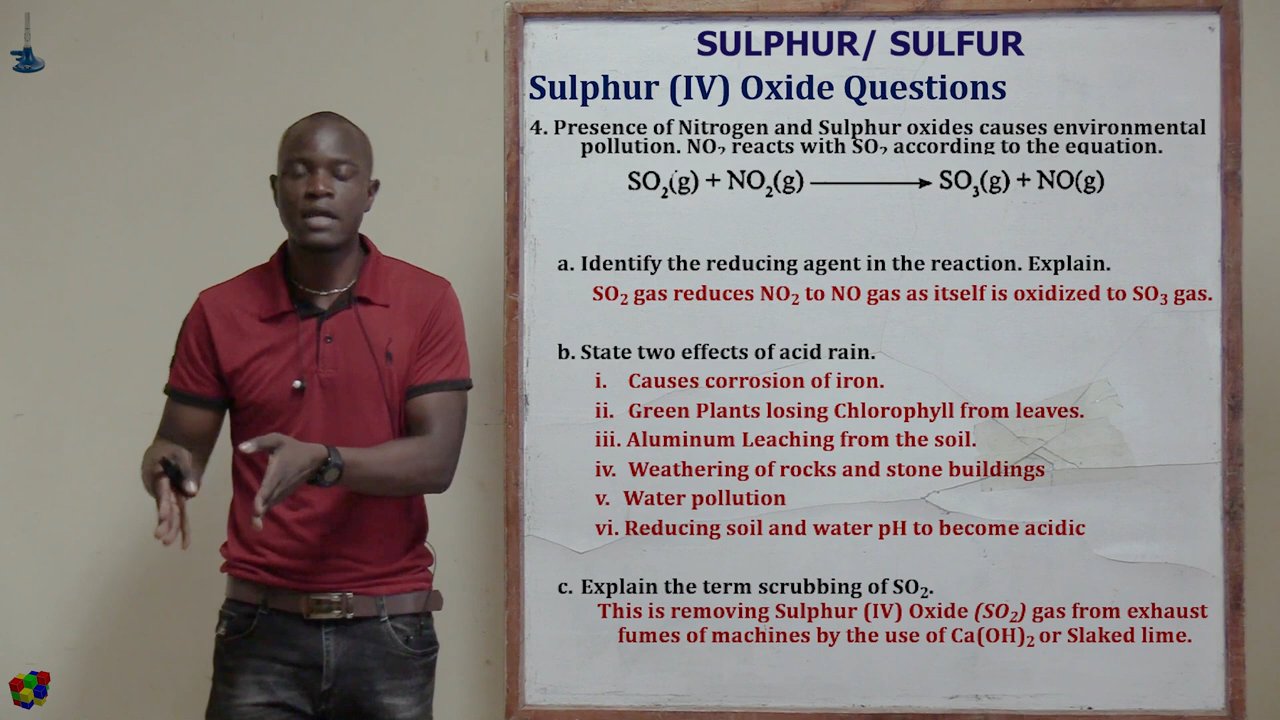 SULPHUR/ SULFUR
Sulphur (IV) Oxide Questions
4. Presence of Nitrogen and Sulphur oxides causes environmental
pollution. NO₂ reacts with SO₂ according to the equation.
SO₂(g) + NO₂(g) ⟶ SO₃(g) + NO(g)
a. Identify the reducing agent in the reaction. Explain.
SO₂ gas reduces NO₂ to NO gas as itself is oxidized to SO₃ gas.
b. State two effects of acid rain.
i. Causes corrosion of iron.
ii. Green Plants losing Chlorophyll from leaves.
iii. Aluminum Leaching from the soil.
iv. Weathering of rocks and stone buildings
v. Water pollution
vi. Reducing soil and water pH to become acidic
c. Explain the term scrubbing of SO₂.
This is removing Sulphur (IV) Oxide (SO₂) gas from exhaust
fumes of machines by the use of Ca(OH)₂ or Slaked lime.